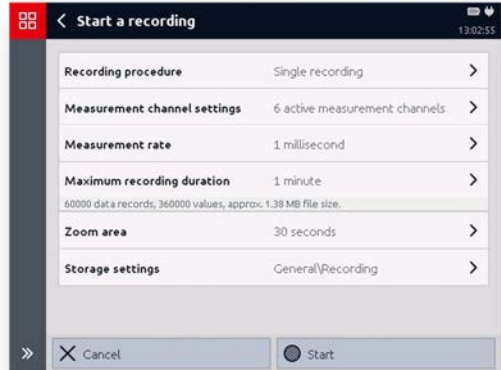 Start a recording
13:02:55
Recording procedure Single recording
Measurement channel settings 6 active measurement channels
Measurement rate 1 millisecond
Maximum recording duration 1 minute
60000 data records, 360000 values, approx. 1.38 MB file size.
Zoom area 30 seconds
Storage settings General\Recording
Cancel Start